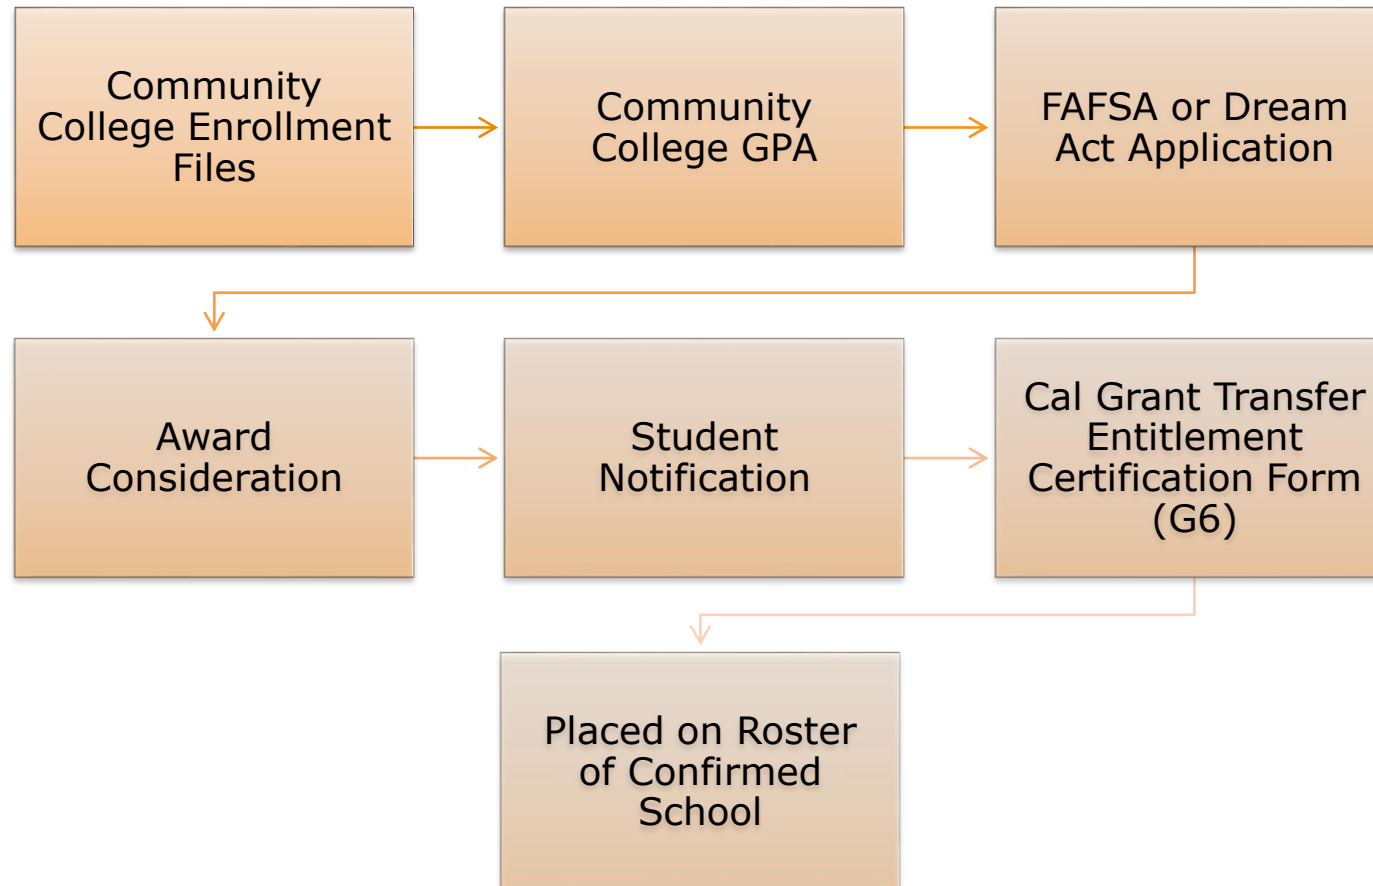 Community
College Enrollment
Files
Community
College GPA
FAFSA or Dream
Act Application
Award
Consideration
Student
Notification
Cal Grant Transfer
Entitlement
Certification Form
(G6)
Placed on Roster
of Confirmed
School